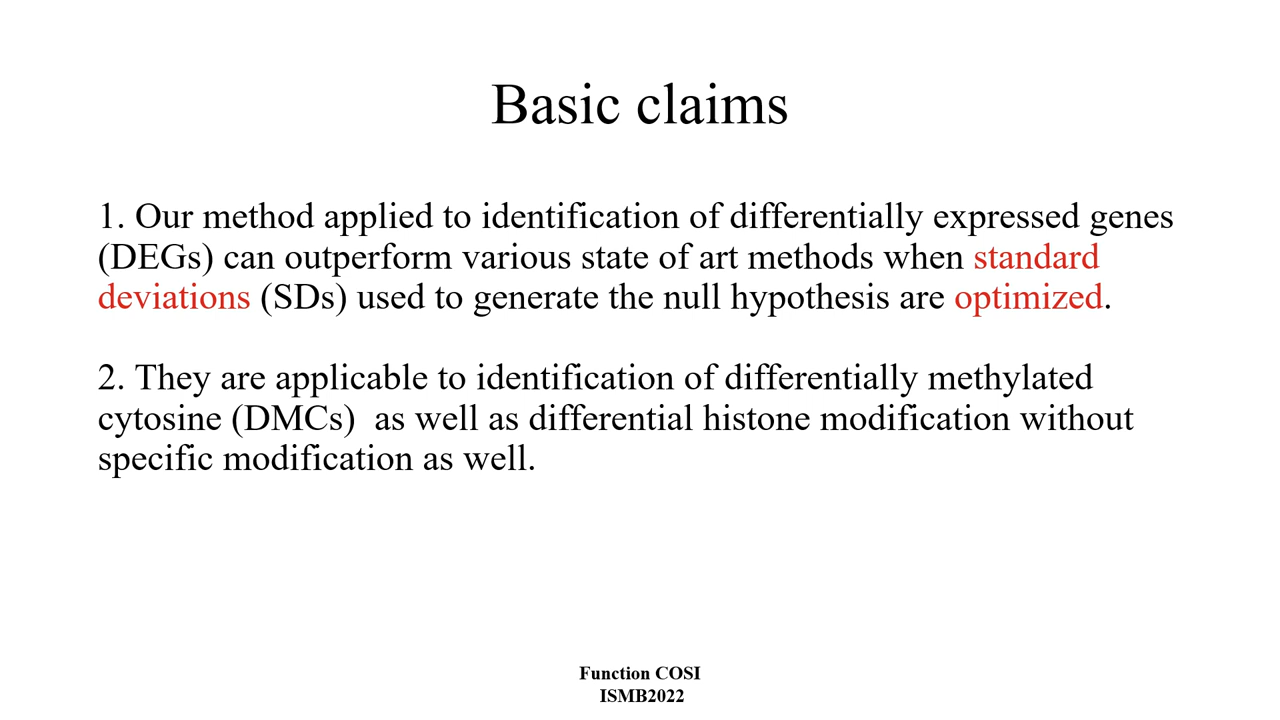 Basic claims
1. Our method applied to identification of differentially expressed genes
(DEGs) can outperform various state of art methods when standard
deviations (SDs) used to generate the null hypothesis are optimized.
2. They are applicable to identification of differentially methylated
cytosine (DMCs)  as well as differential histone modification without
specific modification as well.
Function COSI
ISMB2022